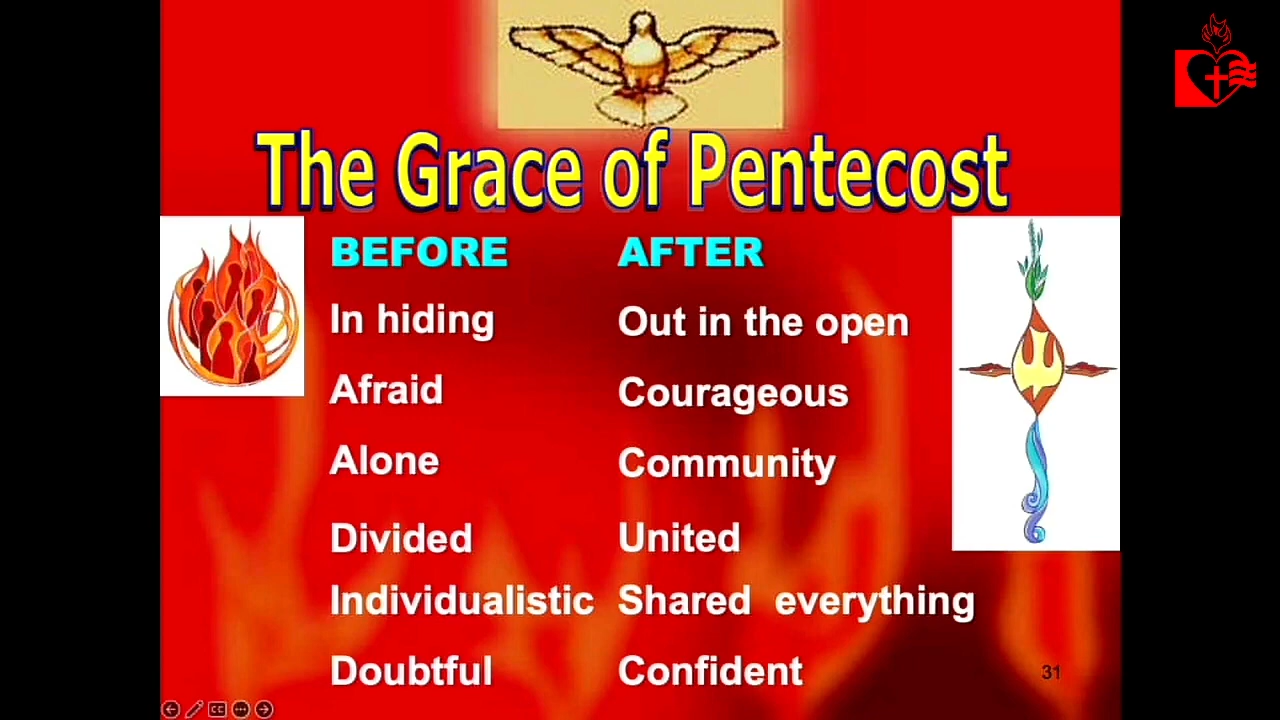 The Grace of Pentecost
BEFORE AFTER
In hiding Out in the open
Afraid Courageous
Alone Community
Divided United
Individualistic Shared everything
Doubtful Confident
31
CC